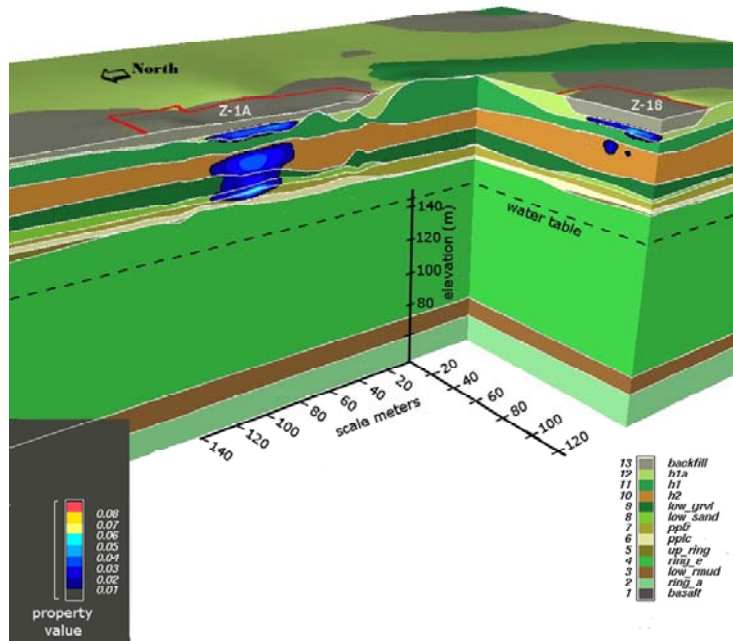 North
Z-1A
Z-18
140
120
100
80
elevation (m)
water table
20
40
60
80
100
120
140
scale meters
20
40
60
80
100
120
0.08
0.07
0.06
0.05
0.04
0.03
0.02
0.01
property
value
13 backfill
12 h1a
11 h1
10 h2
9 low_grvl
8 low_sand
7 pplz
6 pplc
5 up_ring
4 ring_e
3 low_rmud
2 ring_a
1 basalt